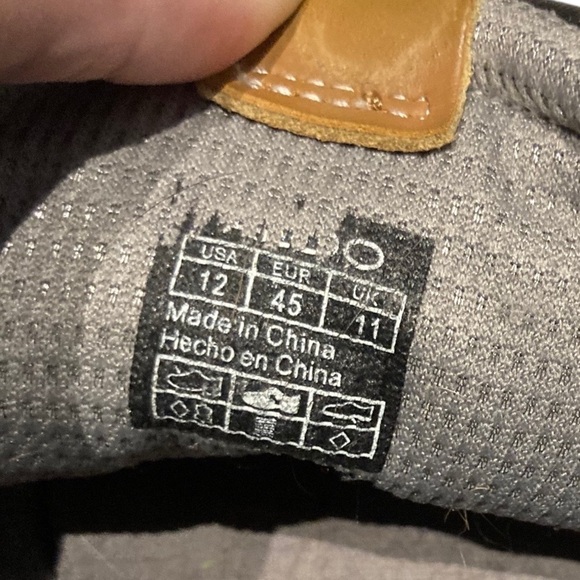 USA EUR UK
12 45 11
Made in China
Hecho en China